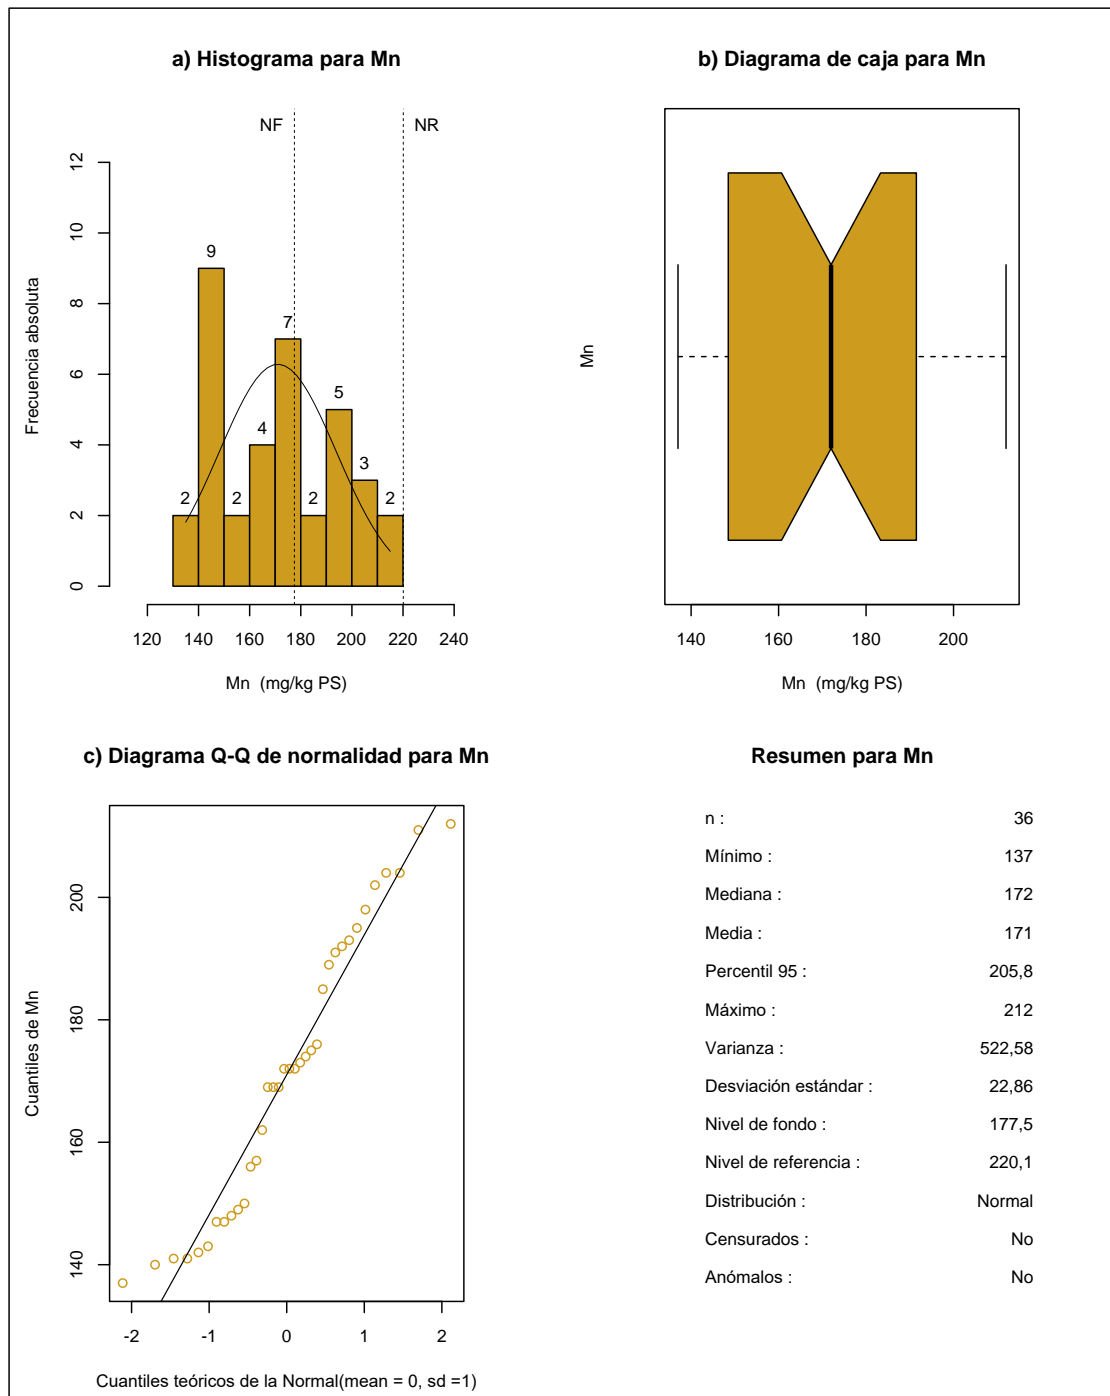 a) Histograma para Mn
NF
NR
Frecuencia absoluta
12
10
8
6
4
2
0
2
9
2
4
7
2
5
3
2
120 140 160 180 200 220 240
Mn (mg/kg PS)
b) Diagrama de caja para Mn
Mn
140 160 180 200
Mn (mg/kg PS)
c) Diagrama Q-Q de normalidad para Mn
Cuantiles de Mn
200
180
160
140
-2 -1 0 1 2
Cuantiles teóricos de la Normal(mean = 0, sd =1)
Resumen para Mn
n : 36
Mínimo : 137
Mediana : 172
Media : 171
Percentil 95 : 205,8
Máximo : 212
Varianza : 522,58
Desviación estándar : 22,86
Nivel de fondo : 177,5
Nivel de referencia : 220,1
Distribución : Normal
Censurados : No
Anómalos : No